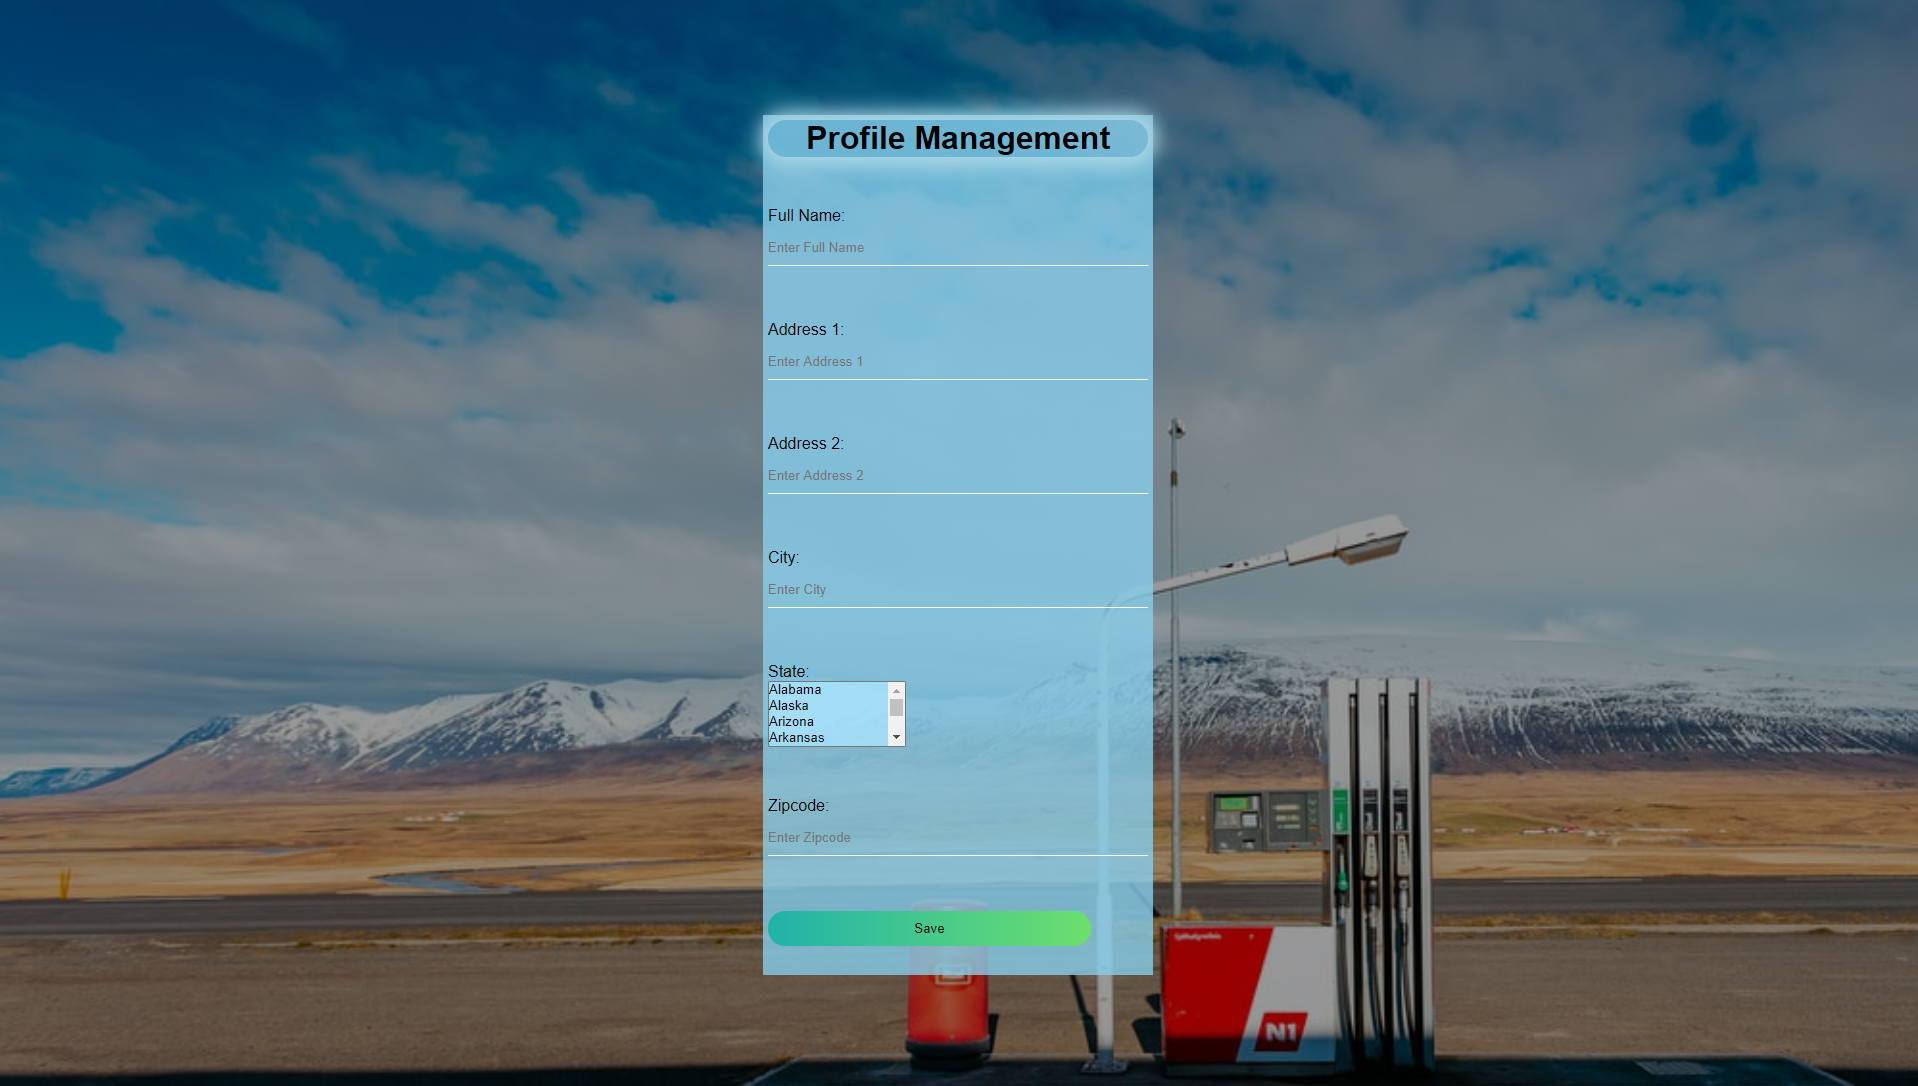 Profile Management
Full Name:
Enter Full Name
Address 1:
Enter Address 1
Address 2:
Enter Address 2
City:
Enter City
State:
Alabama
Alaska
Arizona
Arkansas
Zipcode:
Enter Zipcode
Save
N1